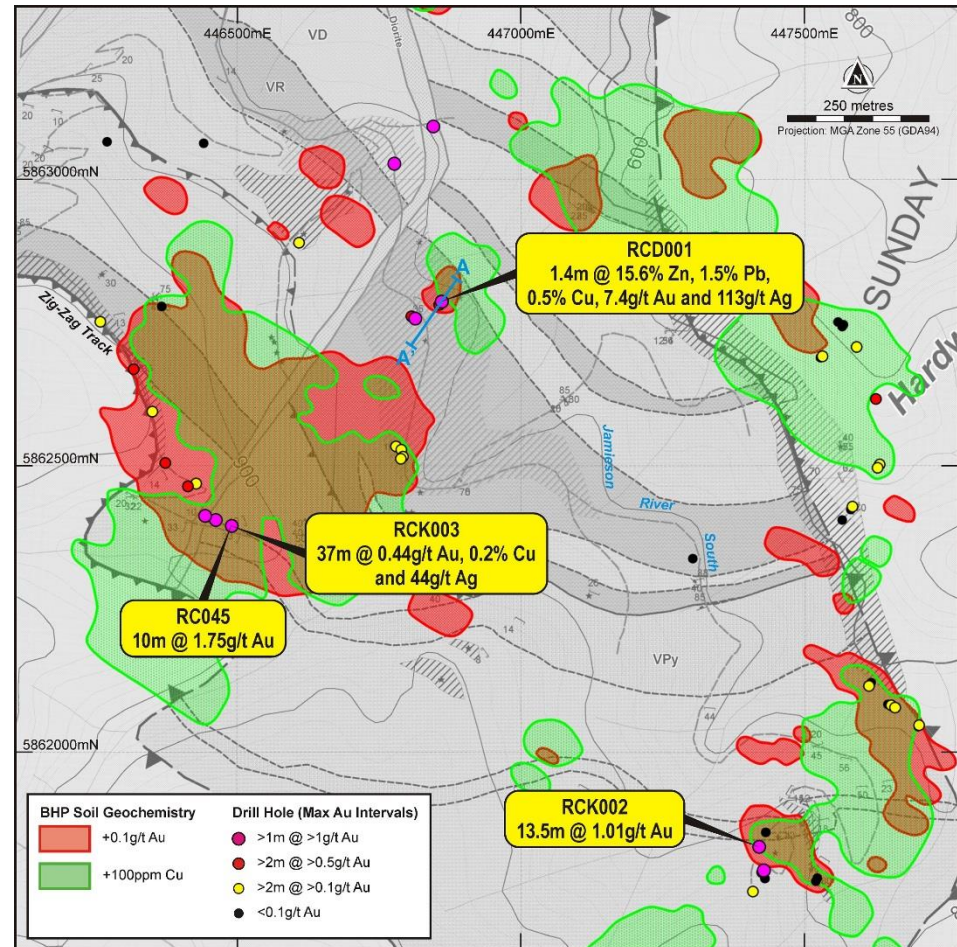 446500mE
447000mE
447500mE
800
VD
Diorite
VR
N
250 metres
Projection: MGA Zone 55 (GDA94)
600
5863000mN
SUNDAY
RCD001
1.4m @ 15.6% Zn, 1.5% Pb,
0.5% Cu, 7.4g/t Au and 113g/t Ag
A
A'
Zig-Zag Track
Hardw
5862500mN
900
Jamieson
River
South
RCK003
37m @ 0.44g/t Au, 0.2% Cu
and 44g/t Ag
RC045
10m @ 1.75g/t Au
VPy
5862000mN
RCK002
13.5m @ 1.01g/t Au
BHP Soil Geochemistry
+0.1g/t Au
+100ppm Cu
Drill Hole (Max Au Intervals)
>1m @ >1g/t Au
>2m @ >0.5g/t Au
>2m @ >0.1g/t Au
<0.1g/t Au